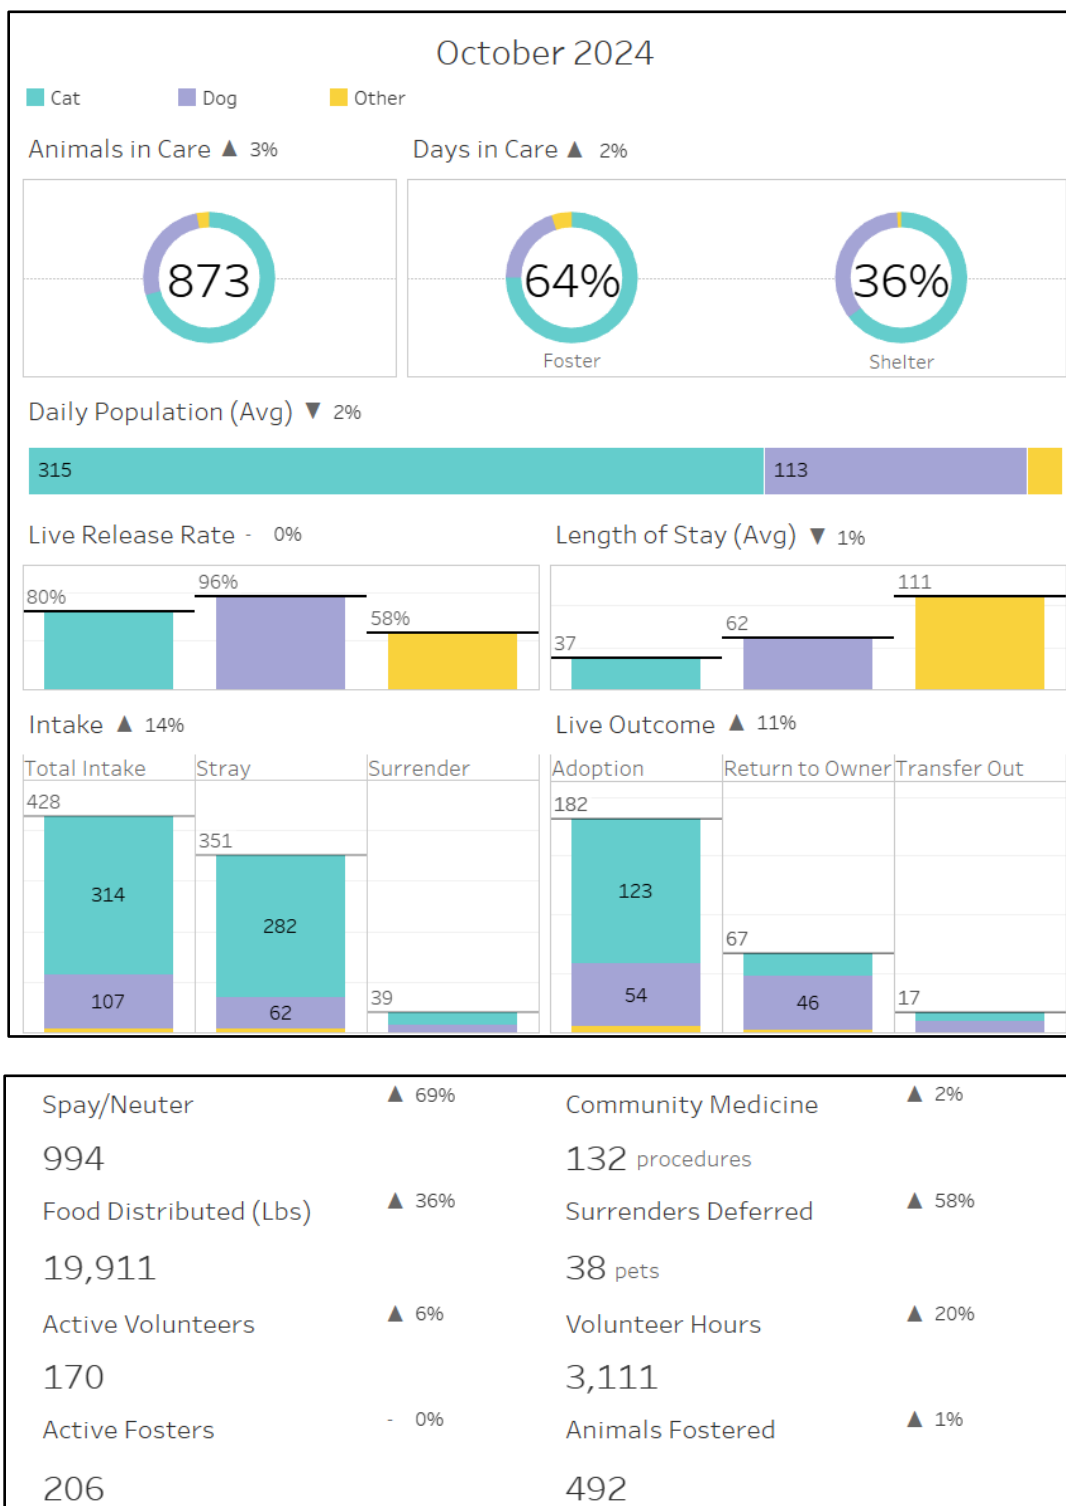 October 2024
Cat Dog Other
Animals in Care ▲ 3% Days in Care ▲ 2%
873 64% 36%
Foster Shelter
Daily Population (Avg) ▼ 2%
315 113
Live Release Rate - 0% Length of Stay (Avg) ▼ 1%
80% 96% 58% 37 62 111
Intake ▲ 14% Live Outcome ▲ 11%
Total Intake Stray Surrender Adoption Return to Owner Transfer Out
428 351 39 182 67 17
314 282 123
107 62 54 46
Spay/Neuter ▲ 69% Community Medicine ▲ 2%
994 132 procedures
Food Distributed (Lbs) ▲ 36% Surrenders Deferred ▲ 58%
19,911 38 pets
Active Volunteers ▲ 6% Volunteer Hours ▲ 20%
170 3,111
Active Fosters - 0% Animals Fostered ▲ 1%
206 492